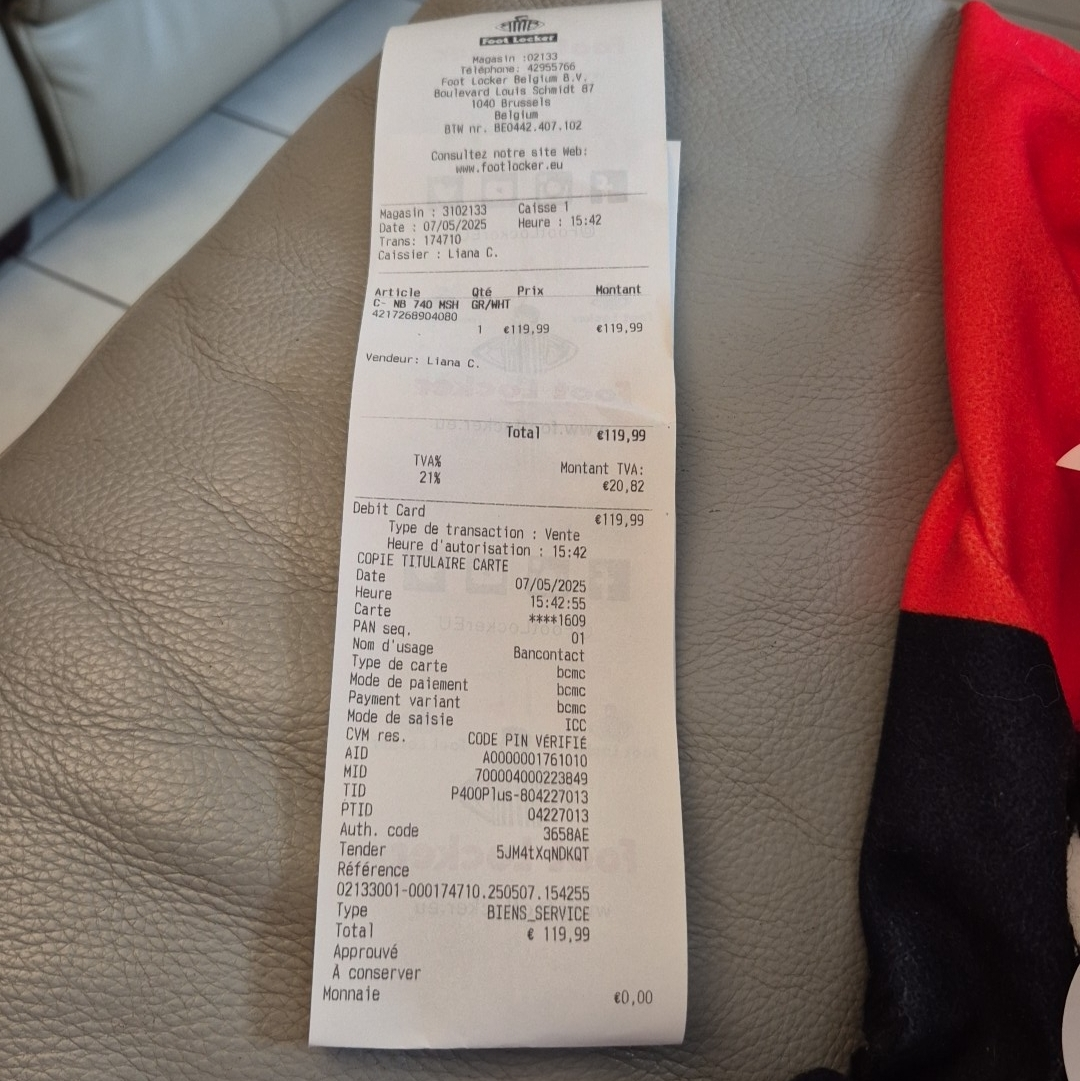 Foot Locker
Magasin :02133
Téléphone: 42955766
Foot Locker Belgium B.V.
Boulevard Louis Schmidt 87
1040 Brussels
Belgium
BTW nr. BE0442.407.102
Consultez notre site Web:
www.footlocker.eu
Magasin : 3102133 Caisse 1
Date : 07/05/2025 Heure : 15:42
Trans: 174710
Caissier : Liana C.
Article Qté Prix Montant
C- NB 740 MSH GR/WHT
4217268904080
1 €119,99 €119,99
Vendeur: Liana C.
Total €119,99
TVA% Montant TVA:
21% €20,82
Debit Card €119,99
Type de transaction : Vente
Heure d'autorisation : 15:42
COPIE TITULAIRE CARTE
Date 07/05/2025
Heure 15:42:55
Carte ****1609
PAN seq. 01
Nom d'usage Bancontact
Type de carte bcmc
Mode de paiement bcmc
Payment variant bcmc
Mode de saisie ICC
CVM res. CODE PIN VÉRIFIÉ
AID A0000001761010
MID 700004000223849
TID P400Plus-804227013
PTID 04227013
Auth. code 3658AE
Tender 5JM4tXqNDKQT
Référence
02133001-000174710.250507.154255
Type BIENS_SERVICE
Total € 119,99
Approuvé
À conserver
Monnaie €0,00